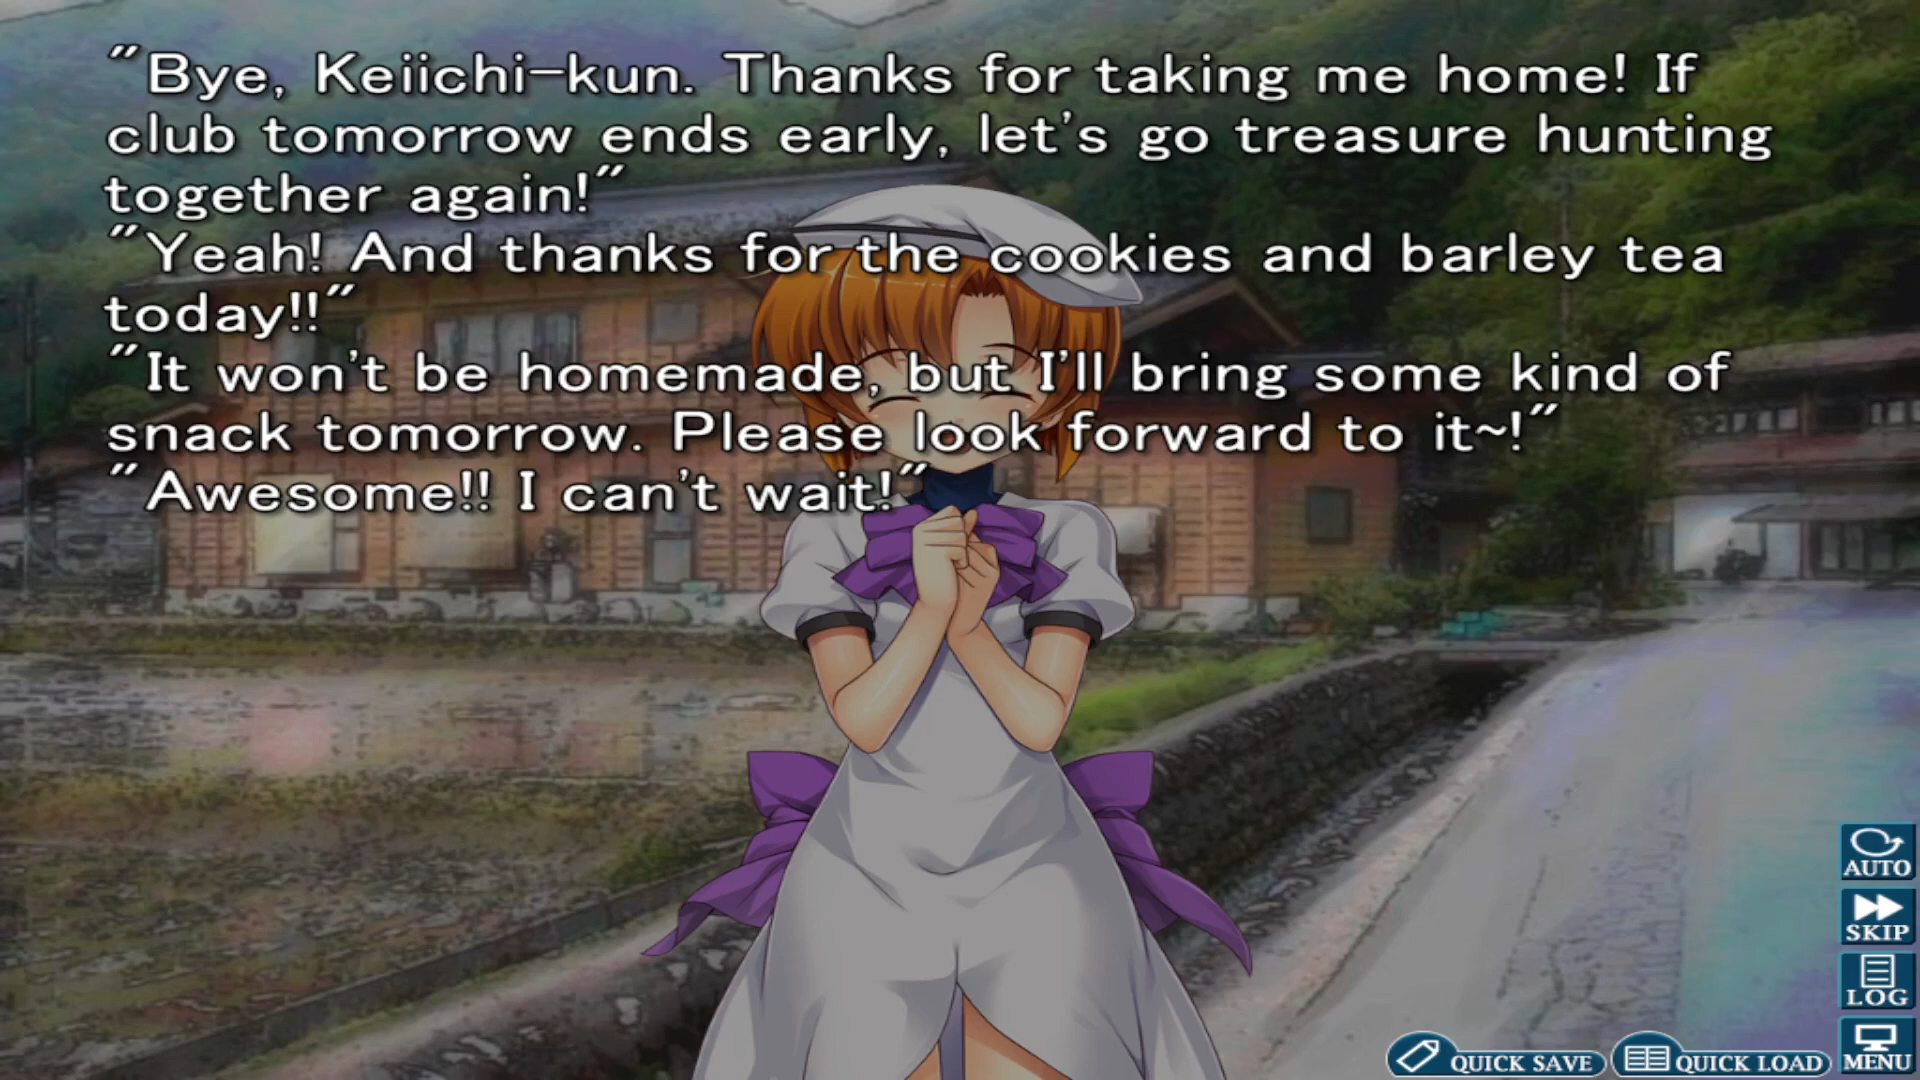 "Bye, Keiichi-kun. Thanks for taking me home! If
club tomorrow ends early, let's go treasure hunting
together again!"
"Yeah! And thanks for the cookies and barley tea
today!!"
"It won't be homemade, but I'll bring some kind of
snack tomorrow. Please look forward to it~!"
"Awesome!! I can't wait!"
AUTO
SKIP
LOG
QUICK SAVE
QUICK LOAD
MENU